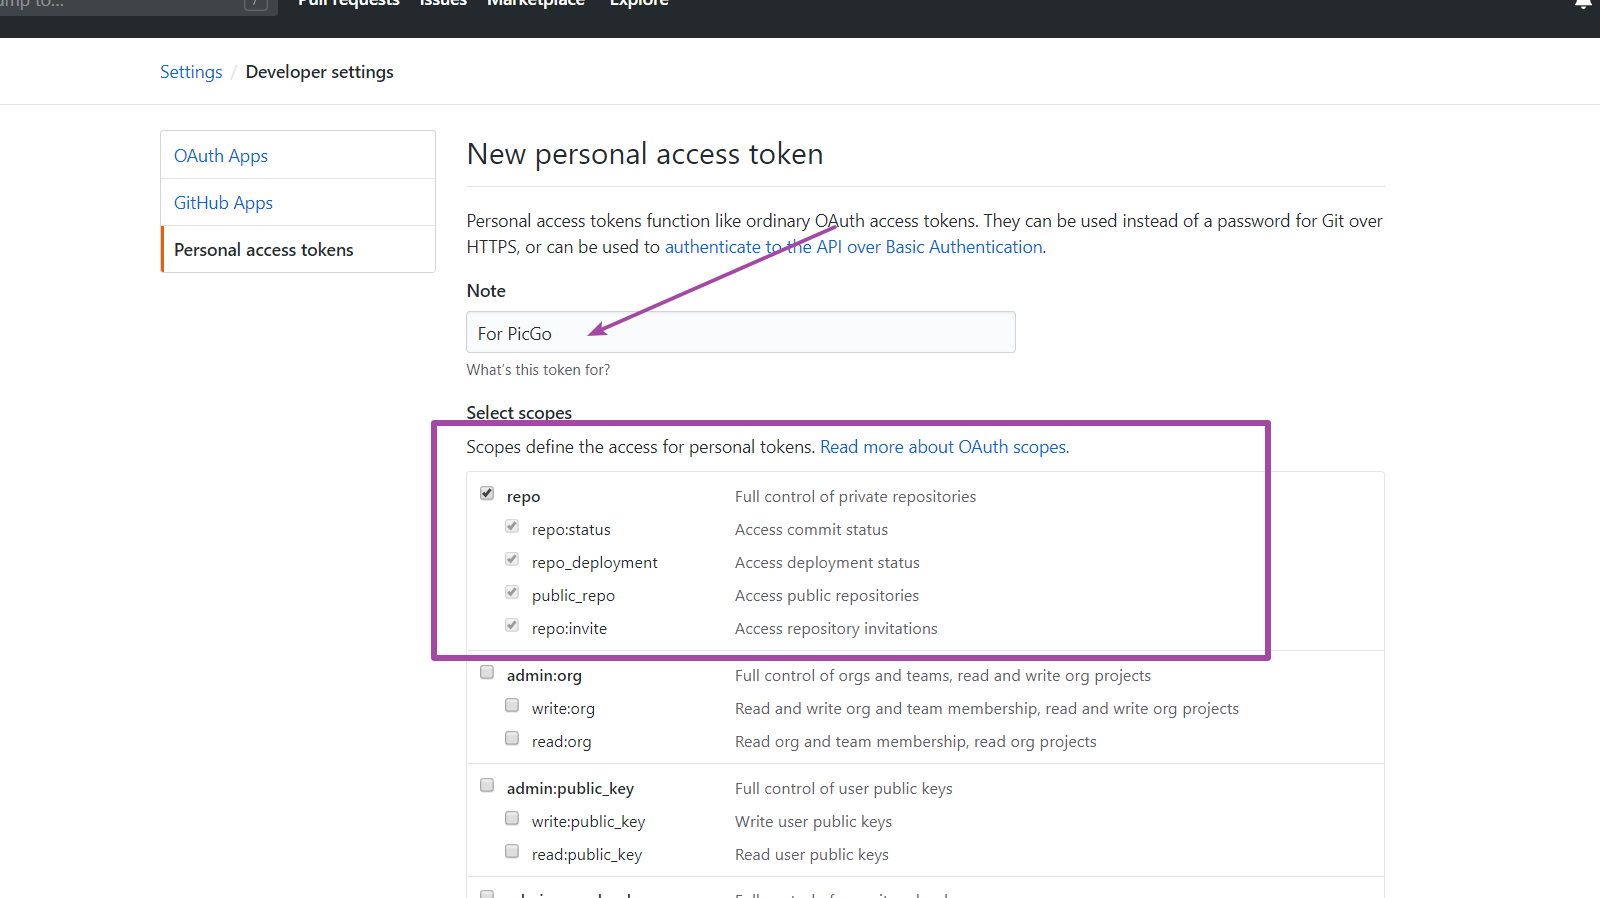 Pull requests Issues Marketplace Explore
Settings / Developer settings
OAuth Apps
GitHub Apps
Personal access tokens
New personal access token
Personal access tokens function like ordinary OAuth access tokens. They can be used instead of a password for Git over
HTTPS, or can be used to authenticate to the API over Basic Authentication.
Note
For PicGo
What's this token for?
Select scopes
Scopes define the access for personal tokens. Read more about OAuth scopes.
repo Full control of private repositories
repo:status Access commit status
repo_deployment Access deployment status
public_repo Access public repositories
repo:invite Access repository invitations
admin:org Full control of orgs and teams, read and write org projects
write:org Read and write org and team membership, read and write org projects
read:org Read org and team membership, read org projects
admin:public_key Full control of user public keys
write:public_key Write user public keys
read:public_key Read user public keys